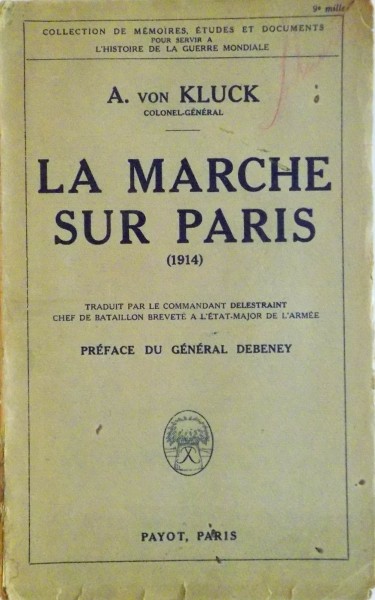 9e mille
COLLECTION DE MÉMOIRES, ÉTUDES ET DOCUMENTS
POUR SERVIR A
L'HISTOIRE DE LA GUERRE MONDIALE
A. VON KLUCK
COLONEL-GÉNÉRAL
LA MARCHE
SUR PARIS
(1914)
TRADUIT PAR LE COMMANDANT DELESTRAINT
CHEF DE BATAILLON BREVETÉ A L'ÉTAT-MAJOR DE L'ARMÉE
PRÉFACE DU GÉNÉRAL DEBENEY
PAYOT, PARIS